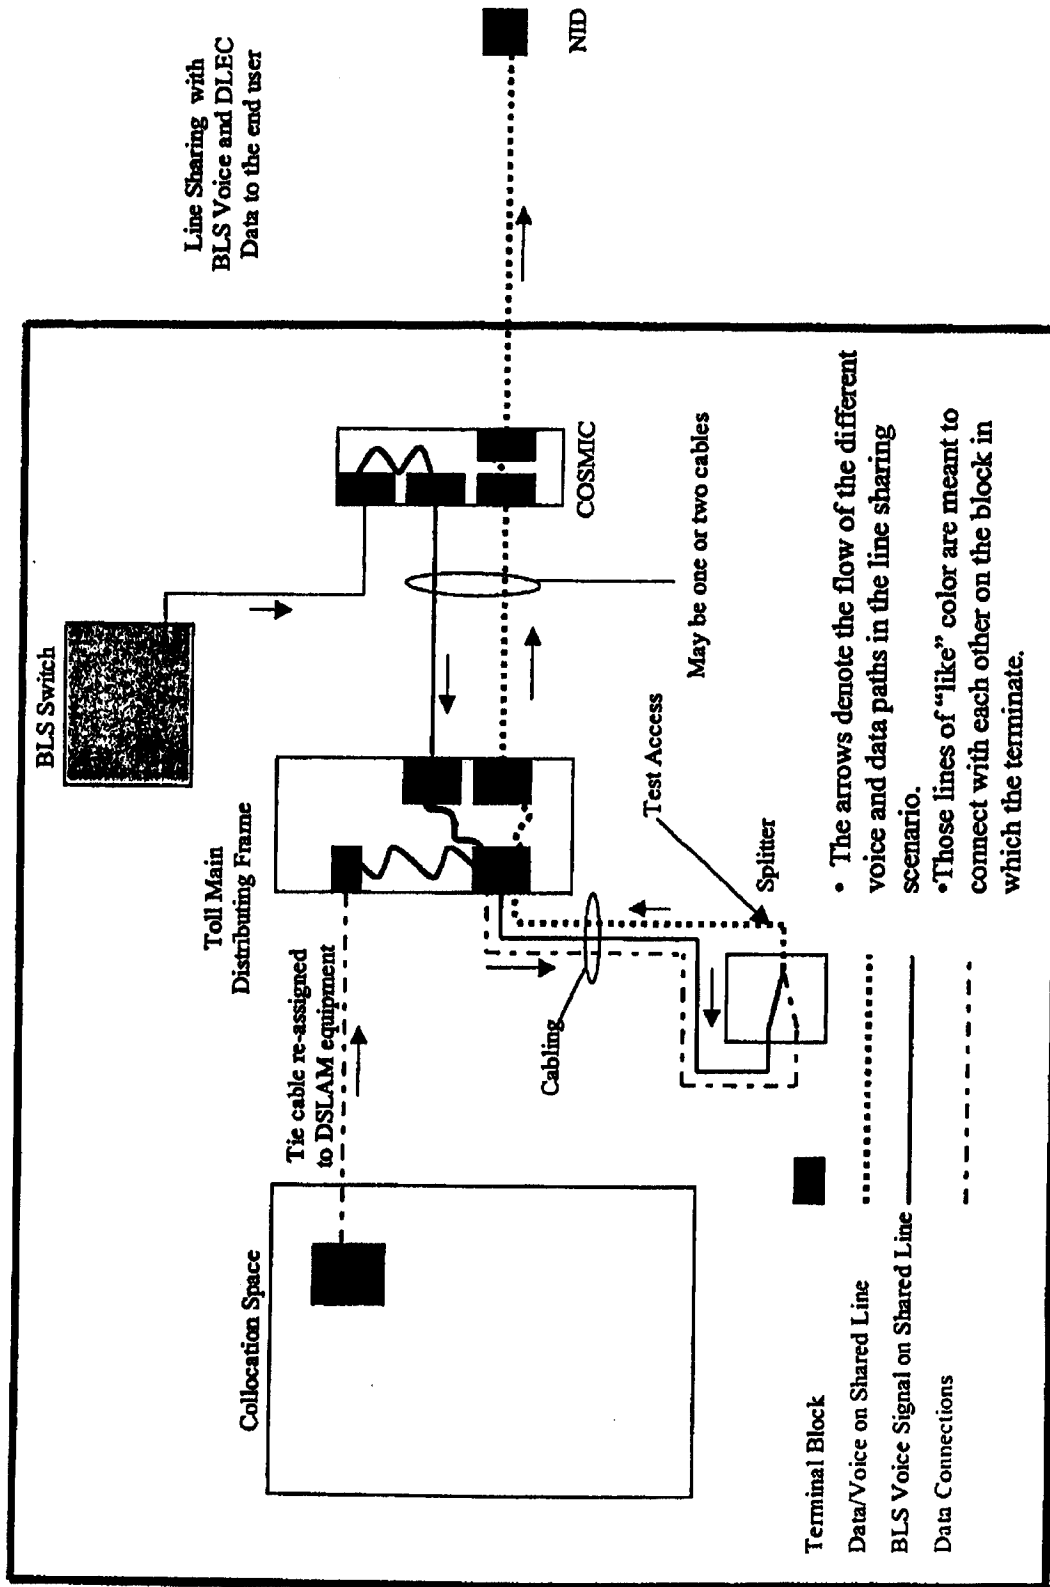 Line Sharing with
BLS Voice and DLEC
Data to the end user
NID
BLS Switch
COSMIC
Toll Main
Distributing Frame
May be one or two cables
Test Access
Splitter
Cabling
Tie cable re-assigned
to DSLAM equipment
Collocation Space
Terminal Block
Data/Voice on Shared Line
BLS Voice Signal on Shared Line
Data Connections
• The arrows denote the flow of the different
voice and data paths in the line sharing
scenario.
•Those lines of "like" color are meant to
connect with each other on the block in
which the terminate.